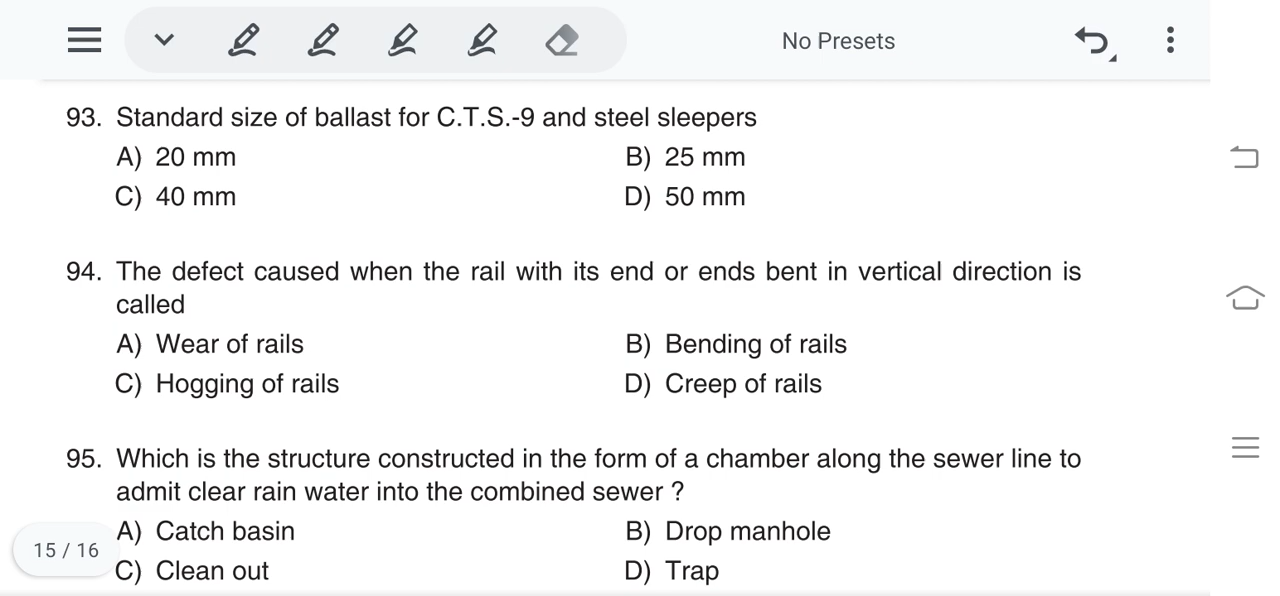 No Presets
93. Standard size of ballast for C.T.S.-9 and steel sleepers
A) 20 mm B) 25 mm
C) 40 mm D) 50 mm
94. The defect caused when the rail with its end or ends bent in vertical direction is
called
A) Wear of rails B) Bending of rails
C) Hogging of rails D) Creep of rails
95. Which is the structure constructed in the form of a chamber along the sewer line to
admit clear rain water into the combined sewer ?
A) Catch basin B) Drop manhole
15 / 16
C) Clean out D) Trap